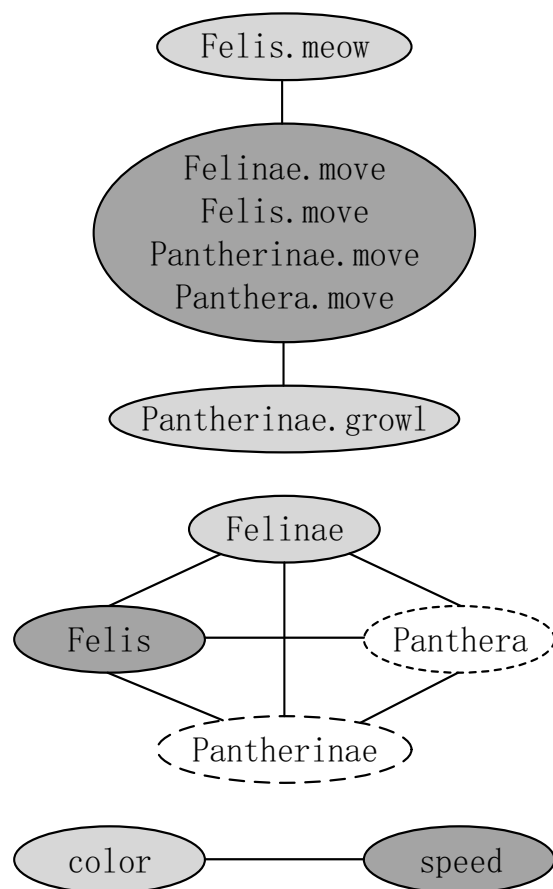 Felis.meow
Felinae.move
Felis.move
Pantherinae.move
Panthera.move
Pantherinae.growl
Felinae
Felis
Panthera
Pantherinae
color
speed